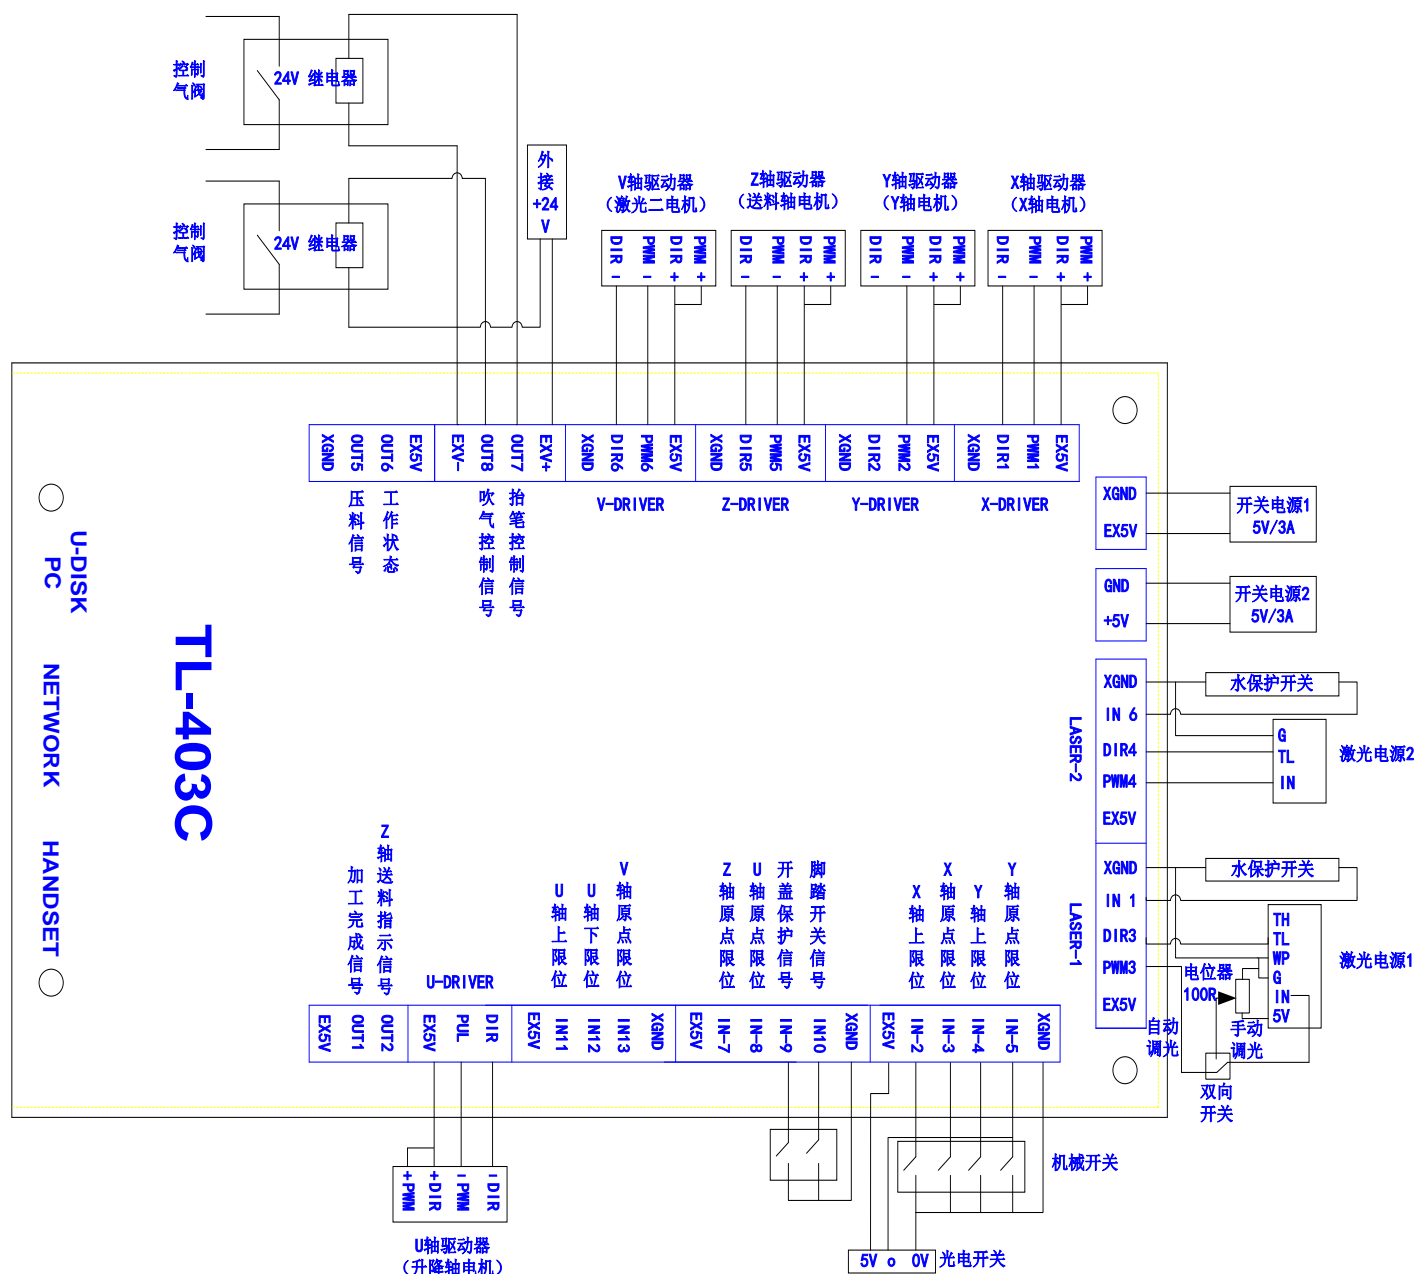 控制
气阀
24V 继电器
控制
气阀
24V 继电器
外
接
+24
V
V轴驱动器
（激光二电机）
DIR -
PWM -
DIR +
PWM +
Z轴驱动器
（送料轴电机）
DIR -
PWM -
DIR +
PWM +
Y轴驱动器
（Y轴电机）
DIR -
PWM -
DIR +
PWM +
X轴驱动器
（X轴电机）
DIR -
PWM -
DIR +
PWM +
XGND
OUT5
OUT6
EX5V
EXV-
OUT8
OUT7
EXV+
XGND
DIR6
PWM6
EX5V
XGND
DIR5
PWM5
EX5V
XGND
DIR2
PWM2
EX5V
XGND
DIR1
PWM1
EX5V
压料信号
工作状态
吹气控制信号
抬笔控制信号
V-DRIVER
Z-DRIVER
Y-DRIVER
X-DRIVER
XGND
EX5V
开关电源1
5V/3A
GND
+5V
开关电源2
5V/3A
U-DISK
PC
NETWORK
HANDSET
TL-403C
LASER-2
XGND
IN 6
DIR4
PWM4
EX5V
水保护开关
G
TL
IN
激光电源2
LASER-1
XGND
IN 1
DIR3
PWM3
EX5V
水保护开关
TH
TL
WP
G
IN
5V
激光电源1
电位器
100R
自动
调光
手动
调光
双向
开关
加工完成信号
Z轴送料指示信号
U-DRIVER
U轴上限位
U轴下限位
V轴原点限位
Z轴原点限位
U轴原点限位
开盖保护信号
脚踏开关信号
X轴上限位
X轴原点限位
Y轴上限位
Y轴原点限位
EX5V
OUT1
OUT2
EX5V
PUL
DIR
EX5V
IN11
IN12
IN13
XGND
EX5V
IN-7
IN-8
IN-9
IN10
XGND
EX5V
IN-2
IN-3
IN-4
IN-5
XGND
+PWM
+DIR
-PWM
-DIR
U轴驱动器
（升降轴电机）
机械开关
5V o 0V
光电开关